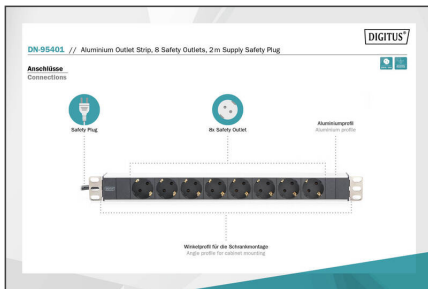 DIGITUS®
DN-95401 // Aluminium Outlet Strip, 8 Safety Outlets, 2 m Supply Safety Plug
Anschlüsse
Connections
Safety Plug
8x Safety Outlet
Aluminiumprofil
Aluminium profile
Winkelprofil für die Schrankmontage
Angle profile for cabinet mounting